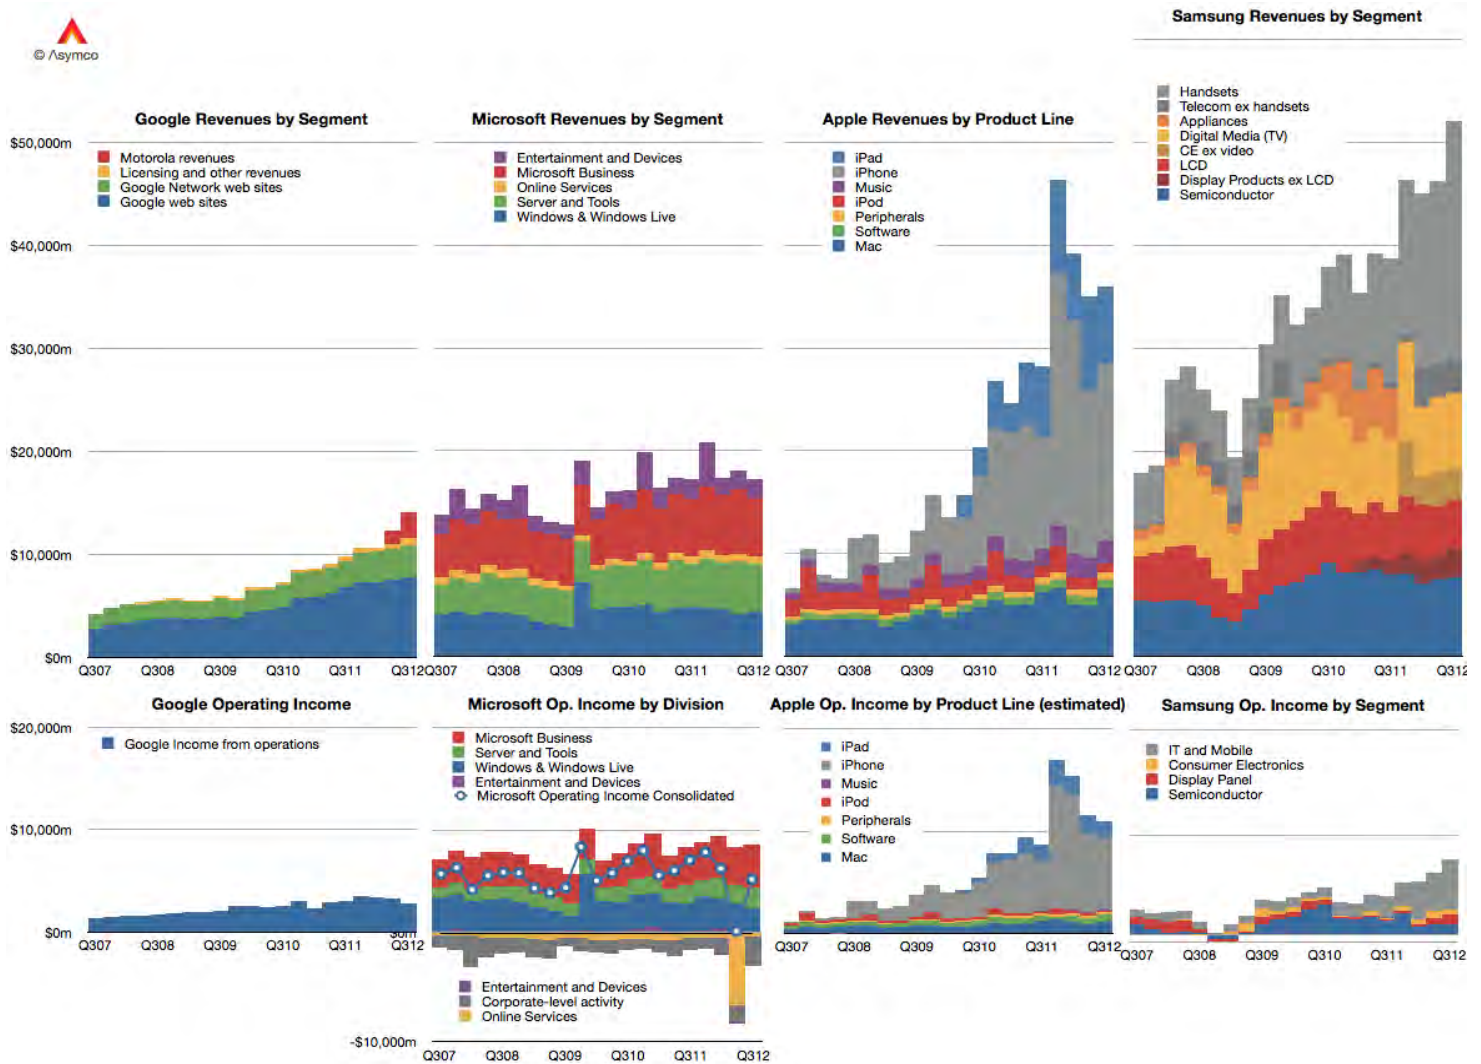 © Λsymco
Google Revenues by Segment
Motorola revenues
Licensing and other revenues
Google Network web sites
Google web sites
Microsoft Revenues by Segment
Entertainment and Devices
Microsoft Business
Online Services
Server and Tools
Windows & Windows Live
Apple Revenues by Product Line
iPad
iPhone
Music
iPod
Peripherals
Software
Mac
Samsung Revenues by Segment
Handsets
Telecom ex handsets
Appliances
Digital Media (TV)
CE ex video
LCD
Display Products ex LCD
Semiconductor
$50,000m
$40,000m
$30,000m
$20,000m
$10,000m
$0m
Q307 Q308 Q309 Q310 Q311 Q312
Q307 Q308 Q309 Q310 Q311 Q312
Q307 Q308 Q309 Q310 Q311 Q312
Q307 Q308 Q309 Q310 Q311 Q312
Google Operating Income
Google Income from operations
$20,000m
$10,000m
$0m
Q307 Q308 Q309 Q310 Q311 Q312
Microsoft Op. Income by Division
Microsoft Business
Server and Tools
Windows & Windows Live
Entertainment and Devices
Microsoft Operating Income Consolidated
$0m
Entertainment and Devices
Corporate-level activity
Online Services
-$10,000m
Q307 Q308 Q309 Q310 Q311 Q312
Apple Op. Income by Product Line (estimated)
iPad
iPhone
Music
iPod
Peripherals
Software
Mac
Q307 Q308 Q309 Q310 Q311 Q312
Samsung Op. Income by Segment
IT and Mobile
Consumer Electronics
Display Panel
Semiconductor
Q307 Q308 Q309 Q310 Q311 Q312